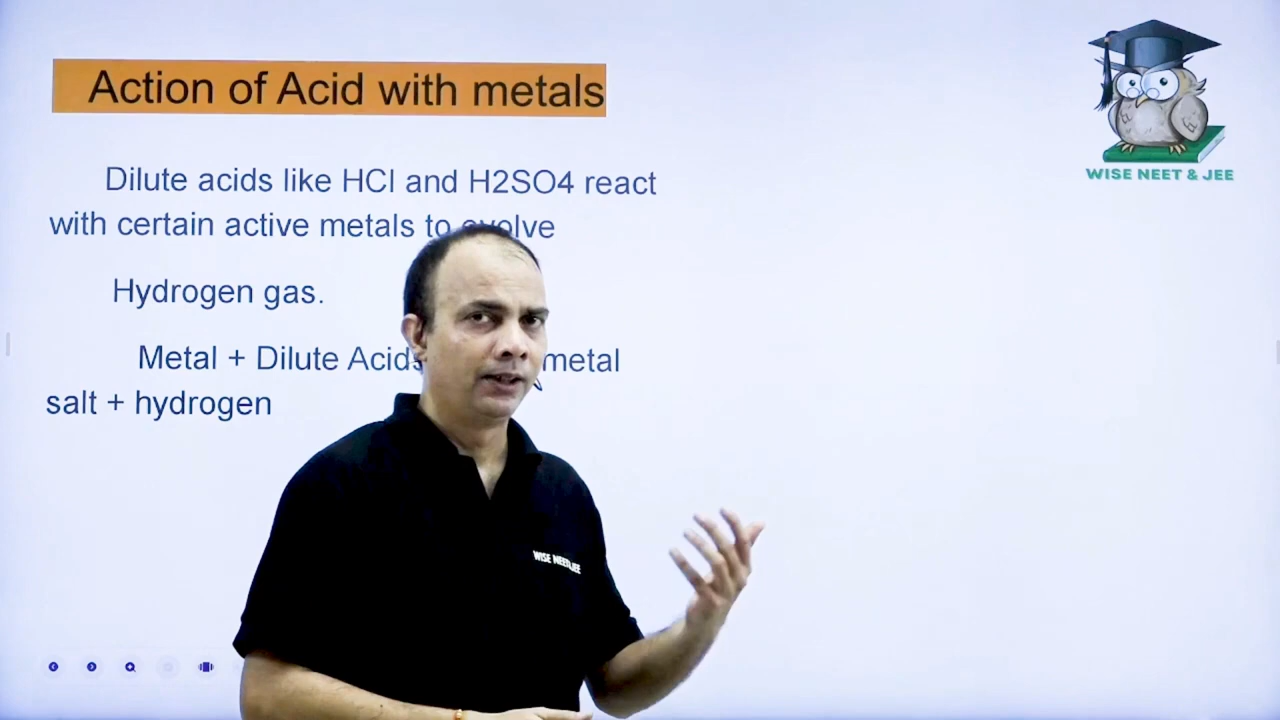 Action of Acid with metals
Dilute acids like HCl and H2SO4 react
with certain active metals to evolve
Hydrogen gas.
Metal + Dilute Acids metal
salt + hydrogen
WISE NEET & JEE
WISE NEET & JEE